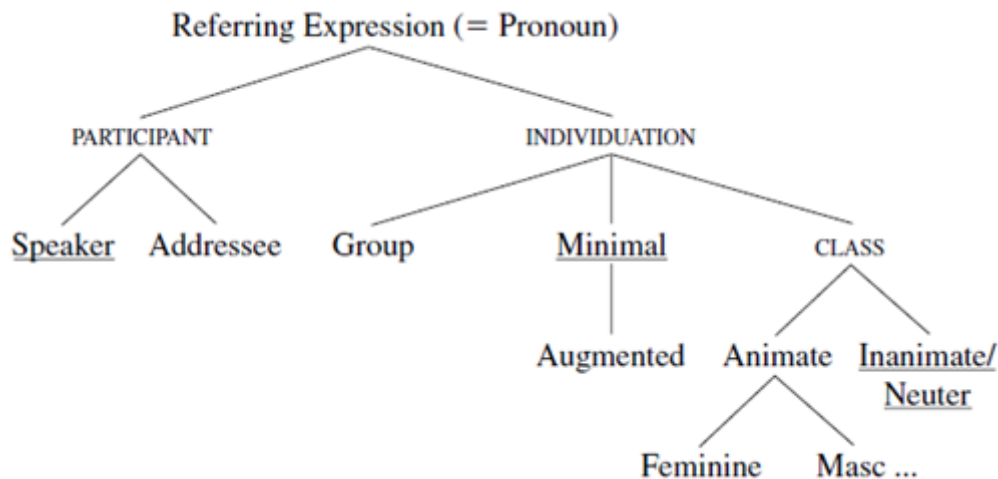 Referring Expression (= Pronoun)
PARTICIPANT INDIVIDUATION
Speaker Addressee Group Minimal CLASS
Augmented Animate Inanimate/
Neuter
Feminine Masc ...